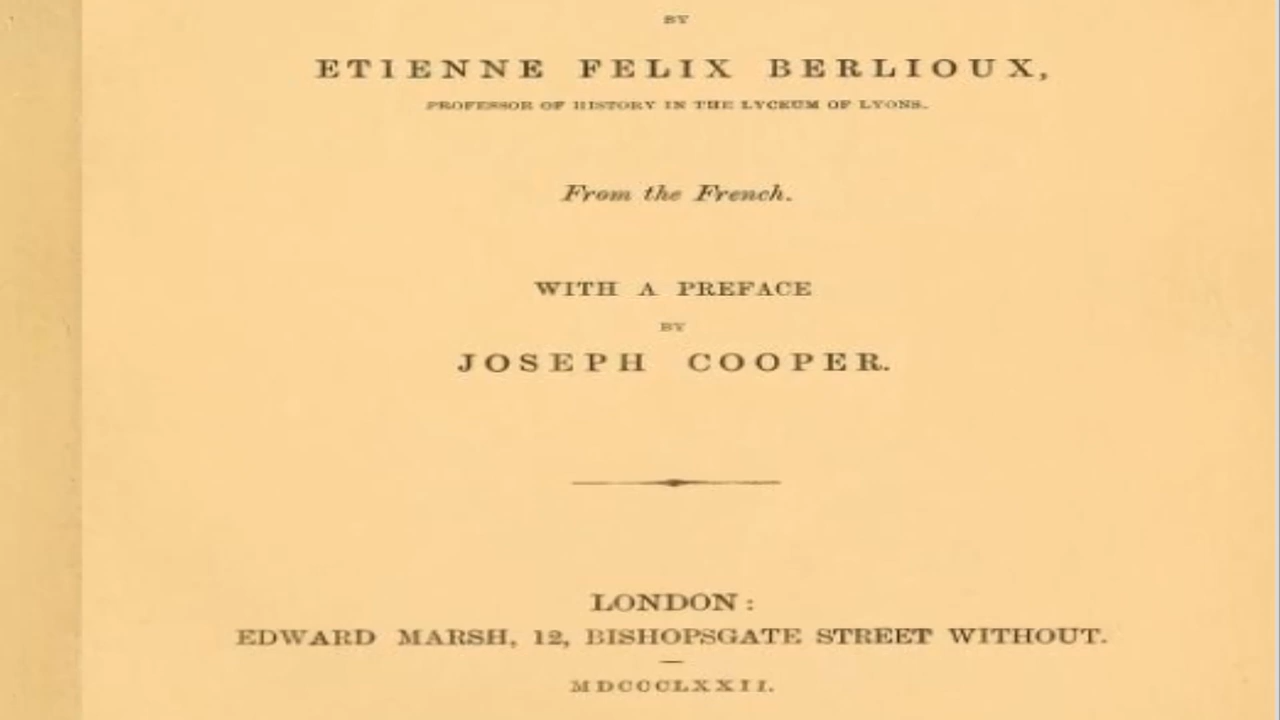 BY
ETIENNE FELIX BERLIOUX,
PROFESSOR OF HISTORY IN THE LYCEUM OF LYONS.
From the French.
WITH A PREFACE
BY
JOSEPH COOPER.
LONDON:
EDWARD MARSH, 12, BISHOPSGATE STREET WITHOUT.
MDCCCLXXII.